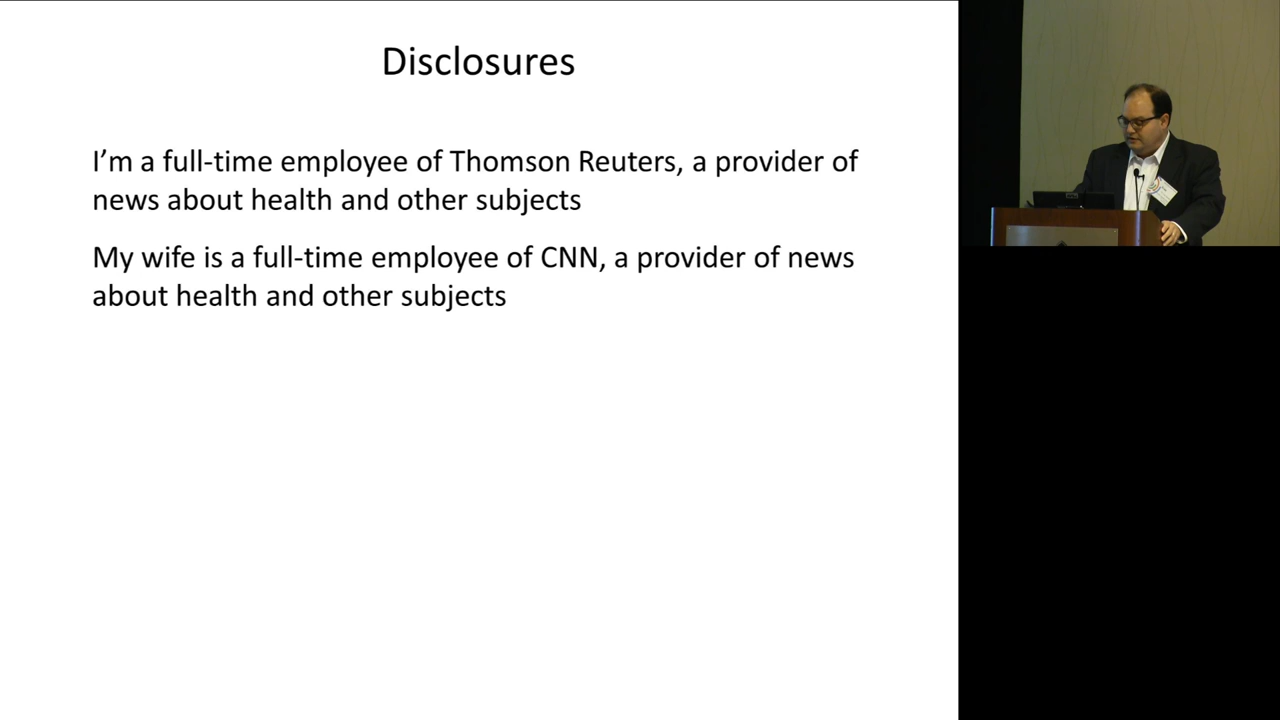 Disclosures
I’m a full-time employee of Thomson Reuters, a provider of
news about health and other subjects
My wife is a full-time employee of CNN, a provider of news
about health and other subjects